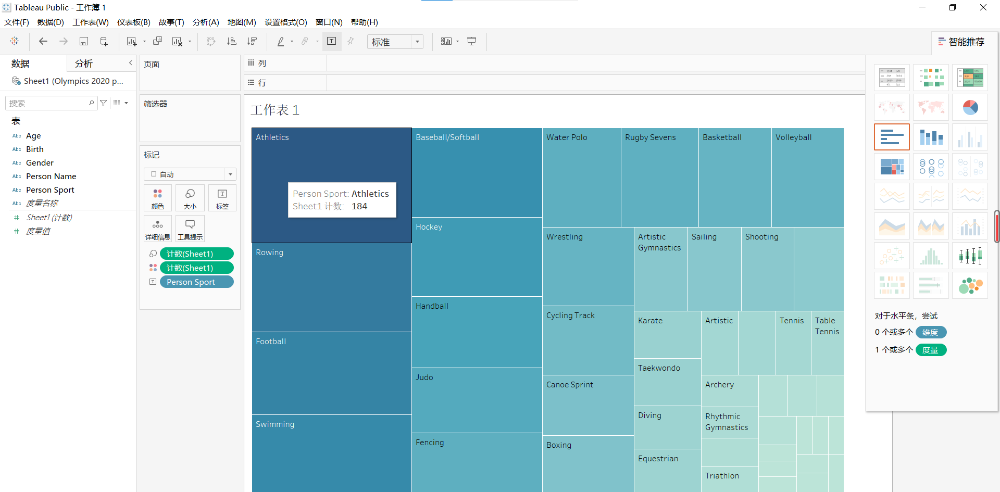 Tableau Public - 工作簿 1
文件(F) 数据(D) 工作表(W) 仪表板(B) 故事(T) 分析(A) 地图(M) 设置格式(O) 窗口(N) 帮助(H)
标准
智能推荐
数据
分析
Sheet1 (Olympics 2020 p...
搜索
表
Abc Age
Abc Birth
Abc Gender
Abc Person Name
Abc Person Sport
Abc 度量名称
# Sheet1 (计数)
# 度量值
页面
筛选器
标记
自动
颜色 大小 标签
详细信息 工具提示
计数(Sheet1)
计数(Sheet1)
Person Sport
列
行
工作表 1
Athletics
Person Sport: Athletics
Sheet1 计数: 184
Rowing
Football
Swimming
Baseball/Softball
Hockey
Handball
Judo
Fencing
Water Polo
Rugby Sevens
Basketball
Volleyball
Wrestling
Cycling Track
Canoe Sprint
Boxing
Artistic
Gymnastics
Sailing
Shooting
Karate
Taekwondo
Diving
Equestrian
Artistic
Tennis
Table
Tennis
Archery
Rhythmic
Gymnastics
Triathlon
对于水平条，尝试
0 个或多个 维度
1 个或多个 度量